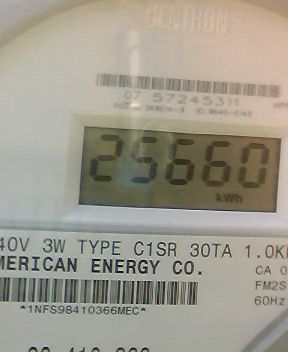 CENTRON
07 57245311
25660
kWh
40V 3W TYPE C1SR 30TA 1.0K
MERICAN ENERGY CO.
CA 0
FM2S
60Hz
*1NFS98410366MEC*